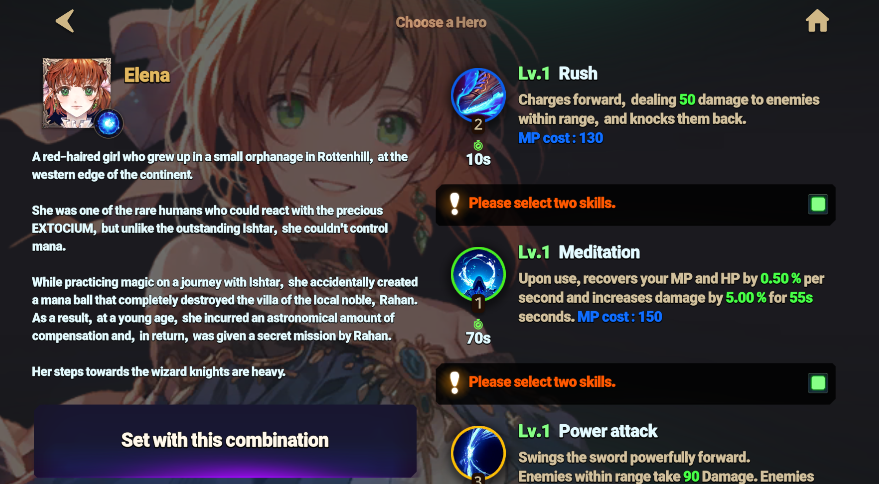 Choose a Hero
Elena
A red-haired girl who grew up in a small orphanage in Rottenhill, at the
western edge of the continent.
She was one of the rare humans who could react with the precious
EXTOCIUM, but unlike the outstanding Ishtar, she couldn't control
mana.
While practicing magic on a journey with Ishtar, she accidentally created
a mana ball that completely destroyed the villa of the local noble, Rahan.
As a result, at a young age, she incurred an astronomical amount of
compensation and, in return, was given a secret mission by Rahan.
Her steps towards the wizard knights are heavy.
Set with this combination
2
10s
Lv.1 Rush
Charges forward, dealing 50 damage to enemies
within range, and knocks them back.
MP cost : 130
Please select two skills.
1
70s
Lv.1 Meditation
Upon use, recovers your MP and HP by 0.50 % per
second and increases damage by 5.00 % for 55s
seconds. MP cost : 150
Please select two skills.
3
Lv.1 Power attack
Swings the sword powerfully forward.
Enemies within range take 90 Damage. Enemies